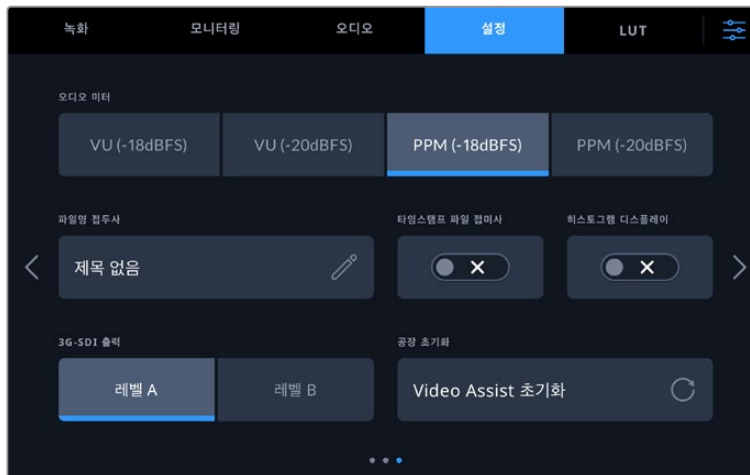 녹화 모니터링 오디오 설정 LUT
오디오 미터
VU (-18dBFS) VU (-20dBFS) PPM (-18dBFS) PPM (-20dBFS)
파일명 접두사 타임스탬프 파일 접미사 히스토그램 디스플레이
제목 없음
3G-SDI 출력 공장 초기화
레벨 A 레벨 B Video Assist 초기화